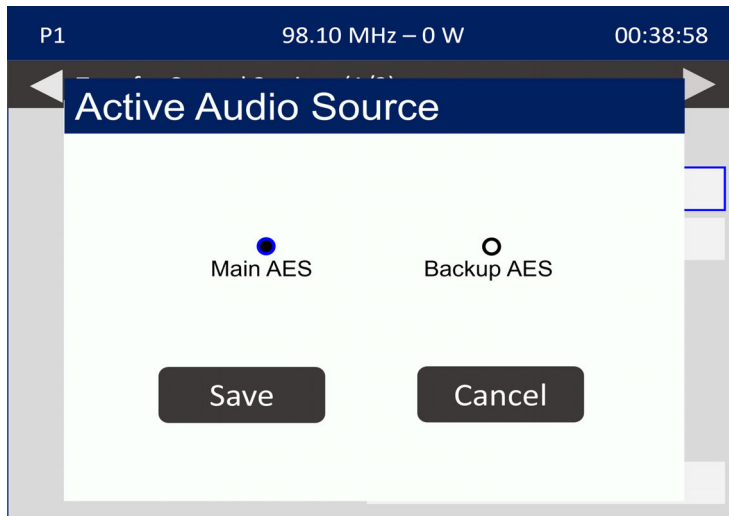 P1 98.10 MHz – 0 W 00:38:58
Active Audio Source
Main AES Backup AES
Save Cancel